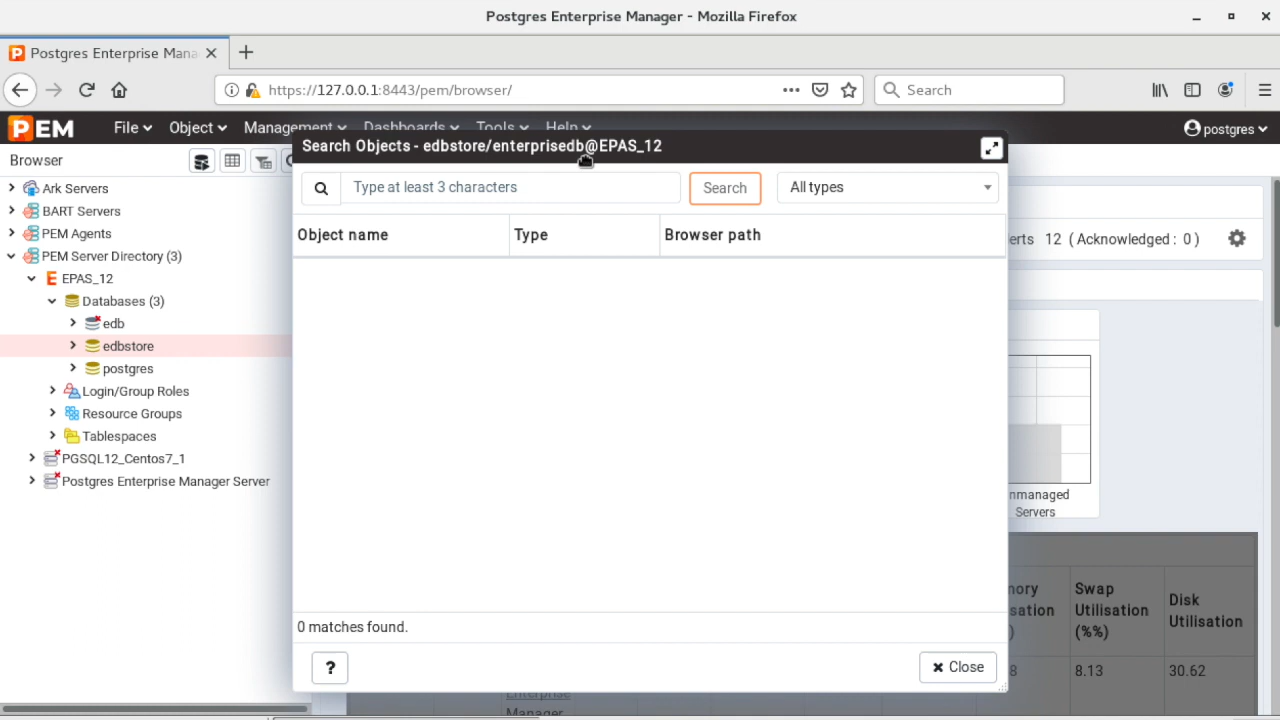 Postgres Enterprise Manager - Mozilla Firefox
Postgres Enterprise Mana
https://127.0.0.1:8443/pem/browser/
Search
PEM File Object Management Dashboards Tools Help postgres
Browser
Search Objects - edbstore/enterprisedb@EPAS_12
Type at least 3 characters Search All types
Object name Type Browser path
Ark Servers
BART Servers
PEM Agents
PEM Server Directory (3)
EPAS_12
Databases (3)
edb
edbstore
postgres
Login/Group Roles
Resource Groups
Tablespaces
PGSQL12_Centos7_1
Postgres Enterprise Manager Server
0 matches found.
? Close
erts 12 (Acknowledged: 0)
nmanaged
Servers
nory
sation
)
Swap
Utilisation
(%%)
Disk
Utilisation
8 8.13 30.62
Enterprise
Manager